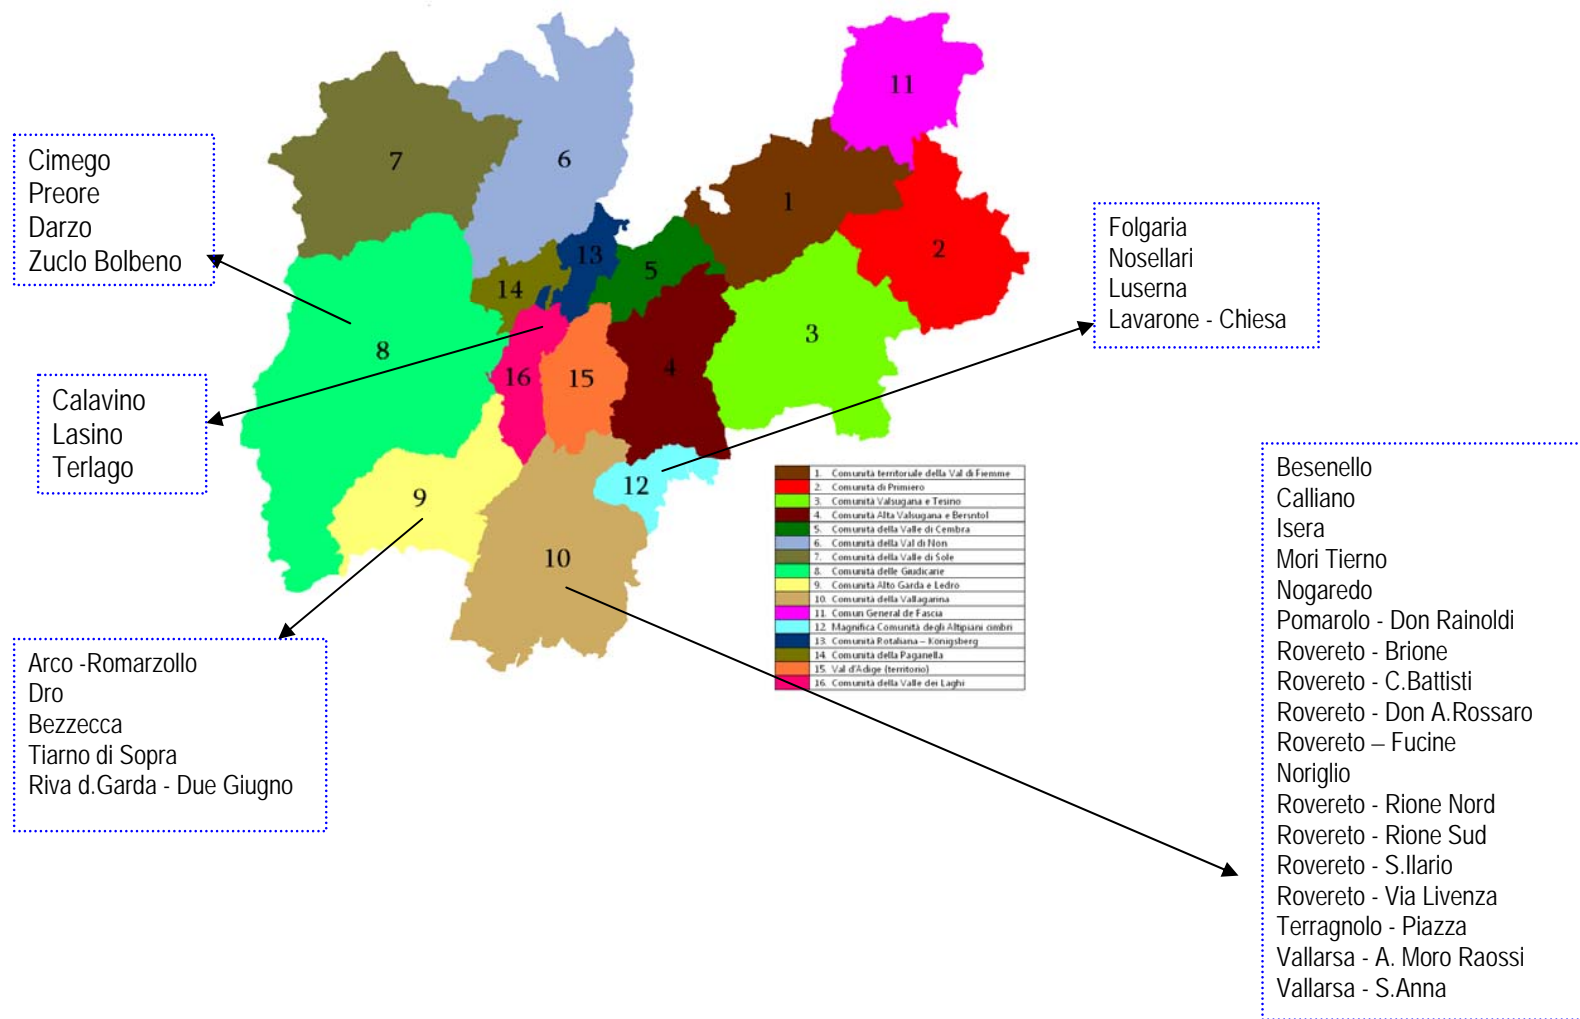 11
7
6
1
2
13
5
14
3
8
16
15
4
9
12
10
Cimego
Preore
Darzo
Zuclo Bolbeno
Calavino
Lasino
Terlago
Arco -Romarzollo
Dro
Bezzecca
Tiarno di Sopra
Riva d.Garda - Due Giugno
Folgaria
Nosellari
Luserna
Lavarone - Chiesa
1. Comunità territoriale della Val di Fiemme
2. Comunità di Primiero
3. Comunità Valsugana e Tesino
4. Comunità Alta Valsugana e Bersntol
5. Comunità della Valle di Cembra
6. Comunità della Val di Non
7. Comunità della Valle di Sole
8. Comunità delle Giudicarie
9. Comunità Alto Garda e Ledro
10. Comunità della Vallagarina
11. Comun General de Fascia
12. Magnifica Comunità degli Altipiani cimbri
13. Comunità Rotaliana – Königsberg
14. Comunità della Paganella
15. Val d'Adige (territorio)
16. Comunità della Valle dei Laghi
Besenello
Calliano
Isera
Mori Tierno
Nogaredo
Pomarolo - Don Rainoldi
Rovereto - Brione
Rovereto - C.Battisti
Rovereto - Don A.Rossaro
Rovereto – Fucine
Noriglio
Rovereto - Rione Nord
Rovereto - Rione Sud
Rovereto - S.Ilario
Rovereto - Via Livenza
Terragnolo - Piazza
Vallarsa - A. Moro Raossi
Vallarsa - S.Anna